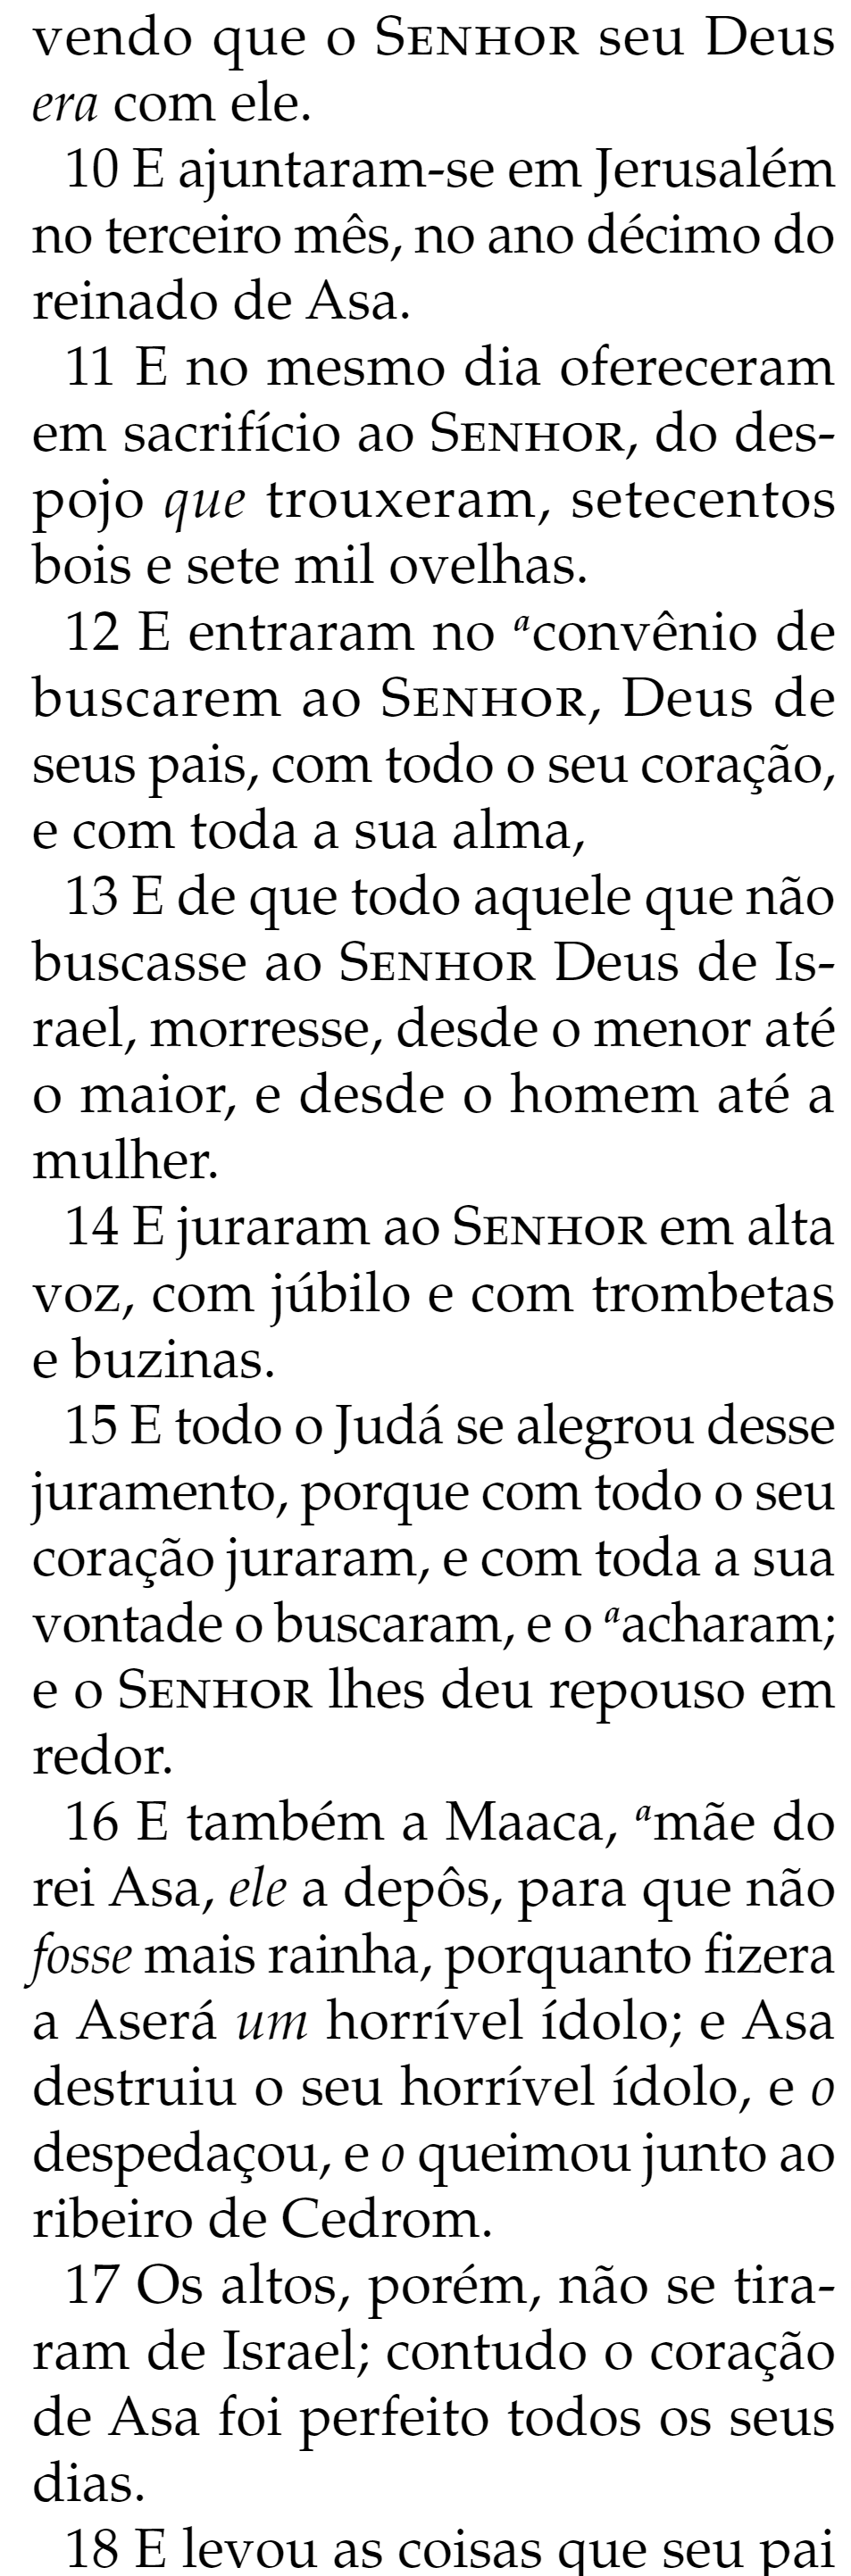 vendo que o SENHOR seu Deus
era com ele.
10 E ajuntaram-se em Jerusalém
no terceiro mês, no ano décimo do
reinado de Asa.
11 E no mesmo dia ofereceram
em sacrifício ao SENHOR, do des-
pojo que trouxeram, setecentos
bois e sete mil ovelhas.
12 E entraram no ᵃconvênio de
buscarem ao SENHOR, Deus de
seus pais, com todo o seu coração,
e com toda a sua alma,
13 E de que todo aquele que não
buscasse ao SENHOR Deus de Is-
rael, morresse, desde o menor até
o maior, e desde o homem até a
mulher.
14 E juraram ao SENHOR em alta
voz, com júbilo e com trombetas
e buzinas.
15 E todo o Judá se alegrou desse
juramento, porque com todo o seu
coração juraram, e com toda a sua
vontade o buscaram, e o ᵃacharam;
e o SENHOR lhes deu repouso em
redor.
16 E também a Maaca, ᵃmãe do
rei Asa, ele a depôs, para que não
fosse mais rainha, porquanto fizera
a Aserá um horrível ídolo; e Asa
destruiu o seu horrível ídolo, e o
despedaçou, e o queimou junto ao
ribeiro de Cedrom.
17 Os altos, porém, não se tira-
ram de Israel; contudo o coração
de Asa foi perfeito todos os seus
dias.
18 E levou as coisas que seu pai